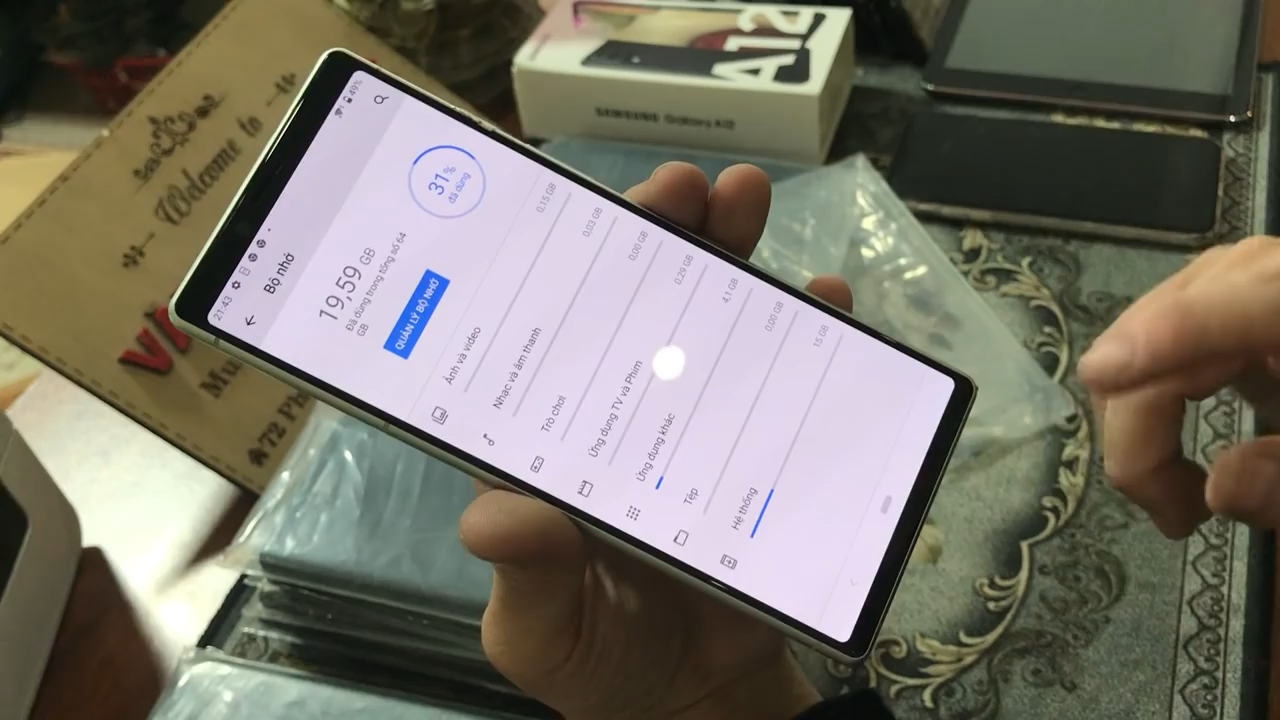 21:43
49%
Bộ nhớ
19,59 GB
Đã dùng trong tổng số 64
GB
31%
đã dùng
QUẢN LÝ BỘ NHỚ
Ảnh và video
0,15 GB
Nhạc và âm thanh
0,03 GB
Trò chơi
0,00 GB
Ứng dụng TV và Phim
0,29 GB
Ứng dụng khác
4,1 GB
Tệp
0,00 GB
Hệ thống
15 GB
A12
SAMSUNG Galaxy A12
Welcome to
Mu
72 Ph